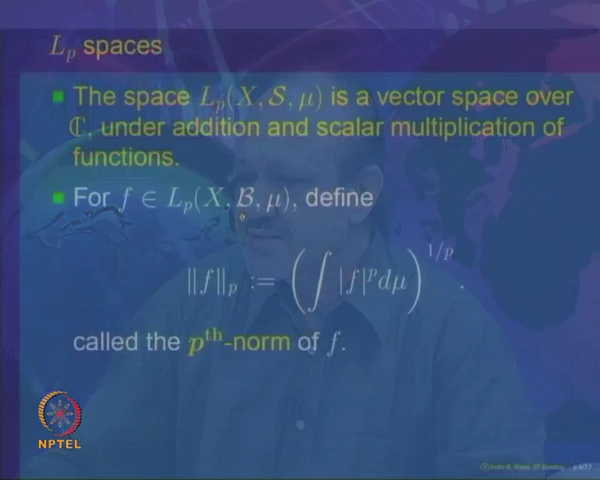 L_p spaces
The space L_p(X, S, μ) is a vector space over
ℂ, under addition and scalar multiplication of
functions.
For f ∈ L_p(X, B, μ), define
‖f‖_p := (∫ |f|^p dμ)^{1/p}.
called the p^th-norm of f.
NPTEL